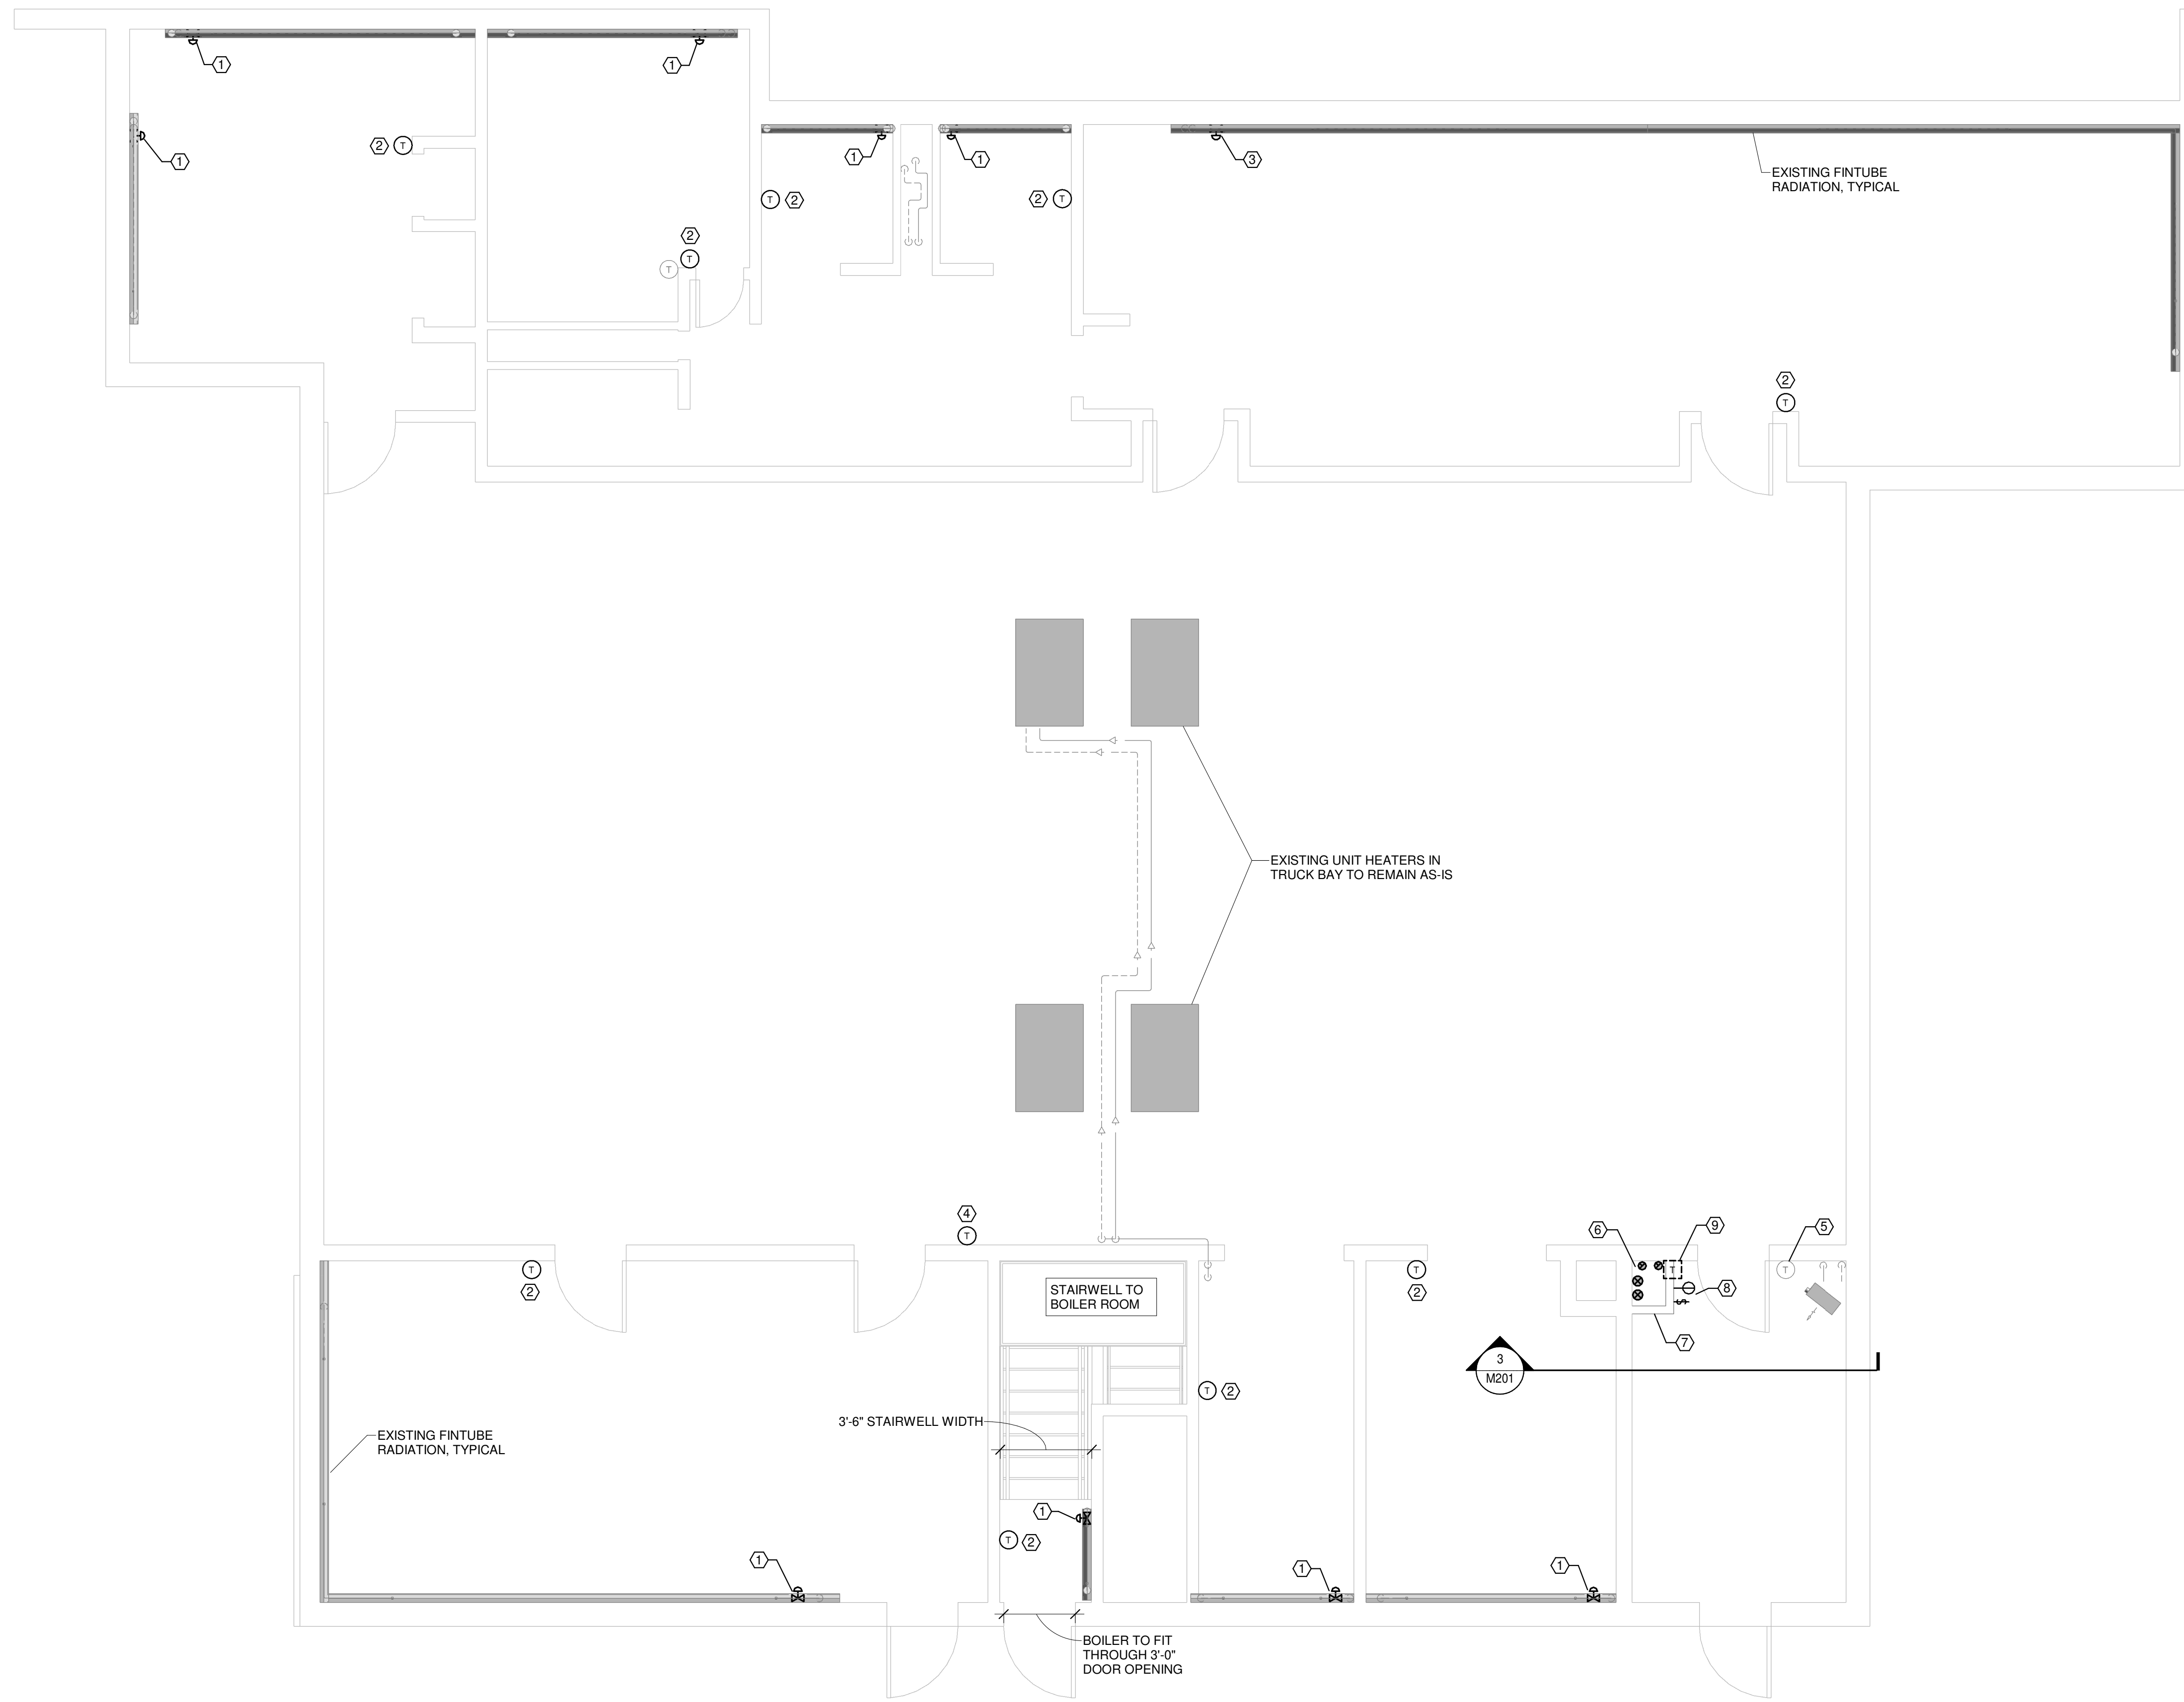 1
1
1
2 T
1
1
3
EXISTING FINTUBE
RADIATION, TYPICAL
T 2
2 T
2
T
T
2
T
EXISTING UNIT HEATERS IN
TRUCK BAY TO REMAIN AS-IS
4
T
6
9
5
T
2
T
2
T
T
8
$
7
STAIRWELL TO
BOILER ROOM
3
M201
T 2
3'-6" STAIRWELL WIDTH
EXISTING FINTUBE
RADIATION, TYPICAL
1
T 2
1
1
1
BOILER TO FIT
THROUGH 3'-0"
DOOR OPENING